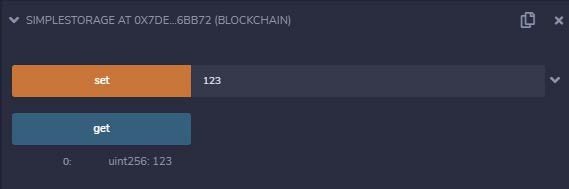 SIMPLESTORAGE AT 0X7DE...6BB72 (BLOCKCHAIN)
set 123
get
0: uint256: 123